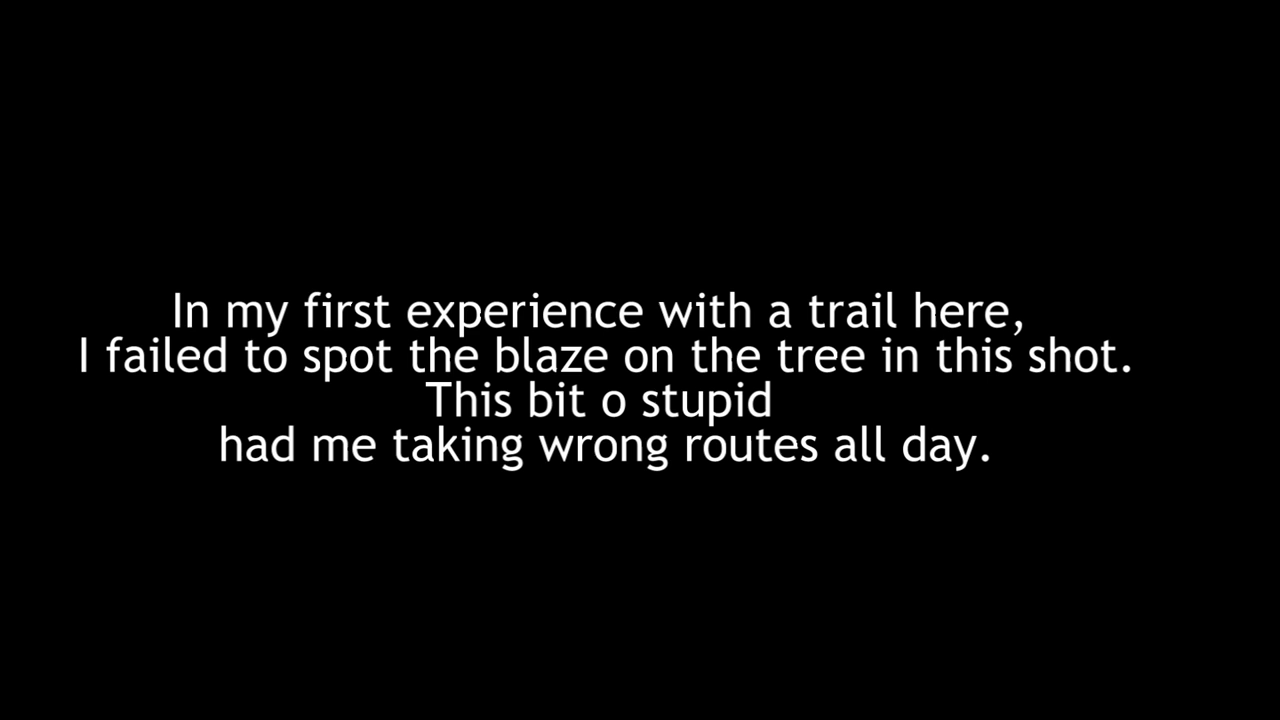 In my first experience with a trail here,
I failed to spot the blaze on the tree in this shot.
This bit o stupid
had me taking wrong routes all day.